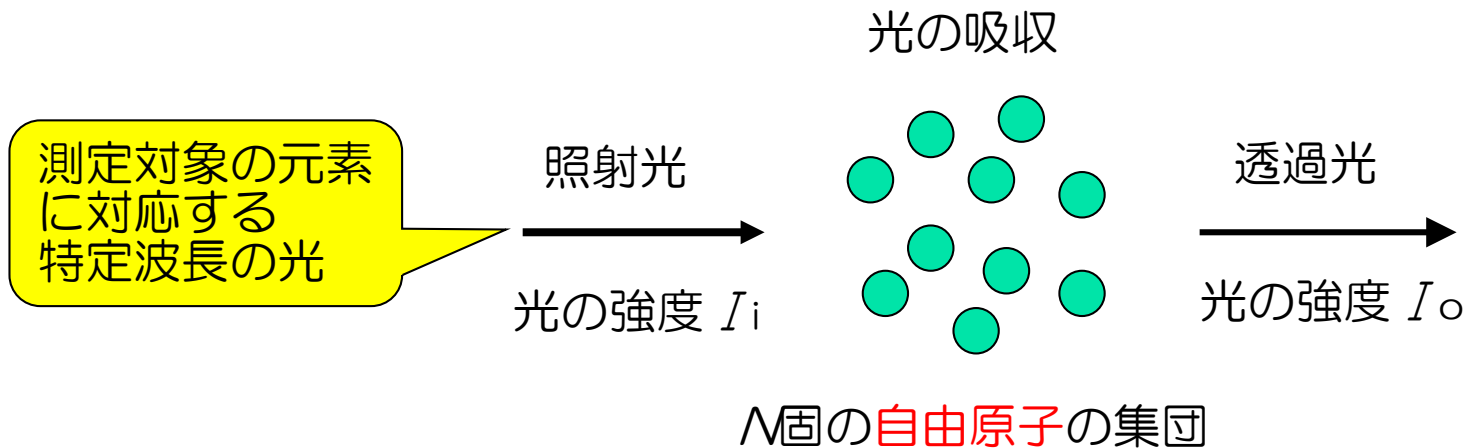 光の吸収
測定対象の元素
に対応する
特定波長の光
照射光
光の強度 Ii
透過光
光の強度 Io
N個の自由原子の集団